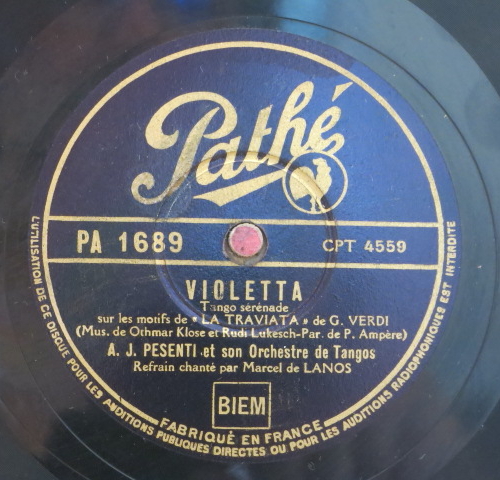 Pathé
PA 1689
CPT 4559
VIOLETTA
Tango sérénade
sur les motifs de « LA TRAVIATA » de G. VERDI
(Mus. de Othmar Klose et Rudi Lukesch-Par. de P. Ampère)
A. J. PESENTI et son Orchestre de Tangos
Refrain chanté par Marcel de LANOS
BIEM
FABRIQUÉ EN FRANCE
L'UTILISATION DE CE DISQUE POUR LES AUDITIONS PUBLIQUES DIRECTES OU POUR LES AUDITIONS RADIOPHONIQUES EST INTERDITE